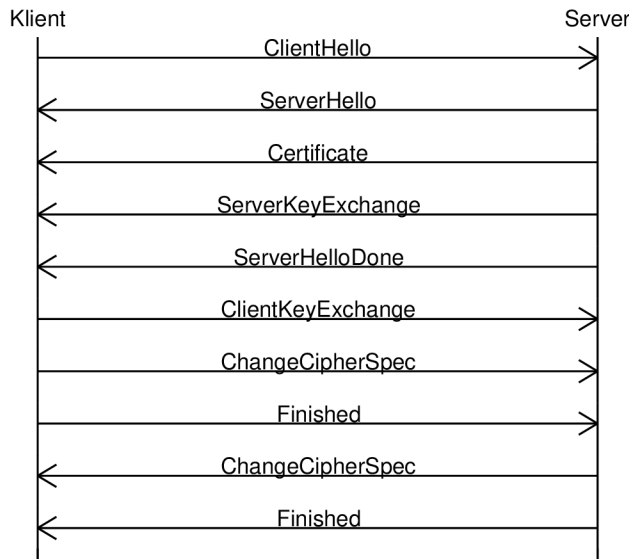 Klient Server
ClientHello
ServerHello
Certificate
ServerKeyExchange
ServerHelloDone
ClientKeyExchange
ChangeCipherSpec
Finished
ChangeCipherSpec
Finished